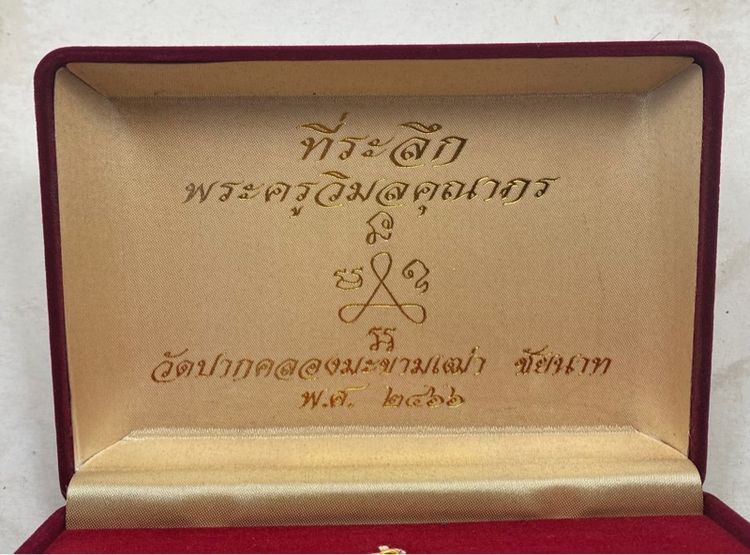 ที่ระลึก
พระครูวิมลคุณากร
วัดปากคลองมะขามเฒ่า ชัยนาท
พ.ศ. ๒๔๖๖